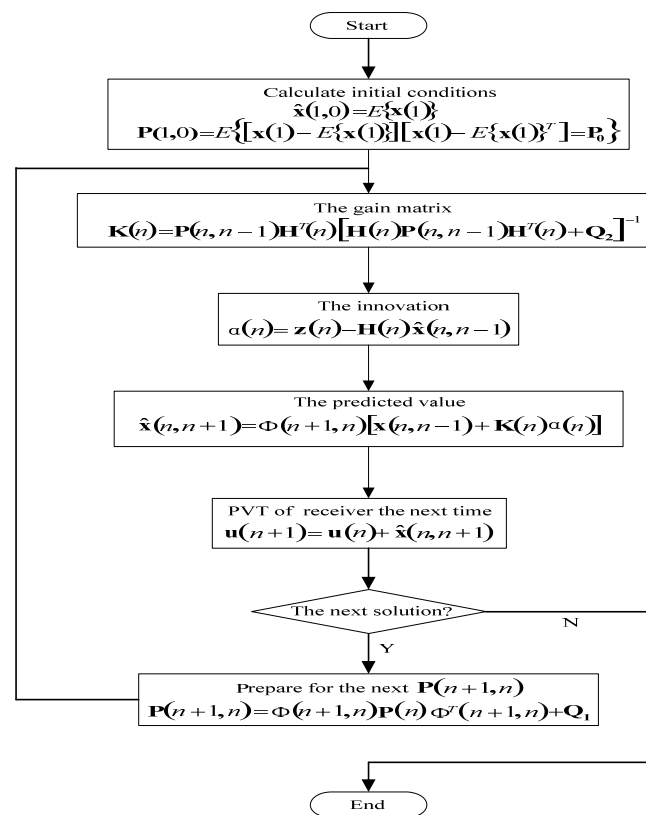 Start
Calculate initial conditions
x̂(1,0)=E{x(1)}
P(1,0)=E{[x(1)−E{x(1)}][x(1)−E{x(1)}ᵀ]=P₀}
The gain matrix
K(n)=P(n,n−1)Hᵀ(n)[H(n)P(n,n−1)Hᵀ(n)+Q₂]⁻¹
The innovation
α(n)=z(n)−H(n)x̂(n,n−1)
The predicted value
x̂(n,n+1)=Φ(n+1,n)[x(n,n−1)+K(n)α(n)]
PVT of receiver the next time
u(n+1)=u(n)+x̂(n,n+1)
The next solution?
N
Y
Prepare for the next P(n+1,n)
P(n+1,n)=Φ(n+1,n)P(n)Φᵀ(n+1,n)+Q₁
End